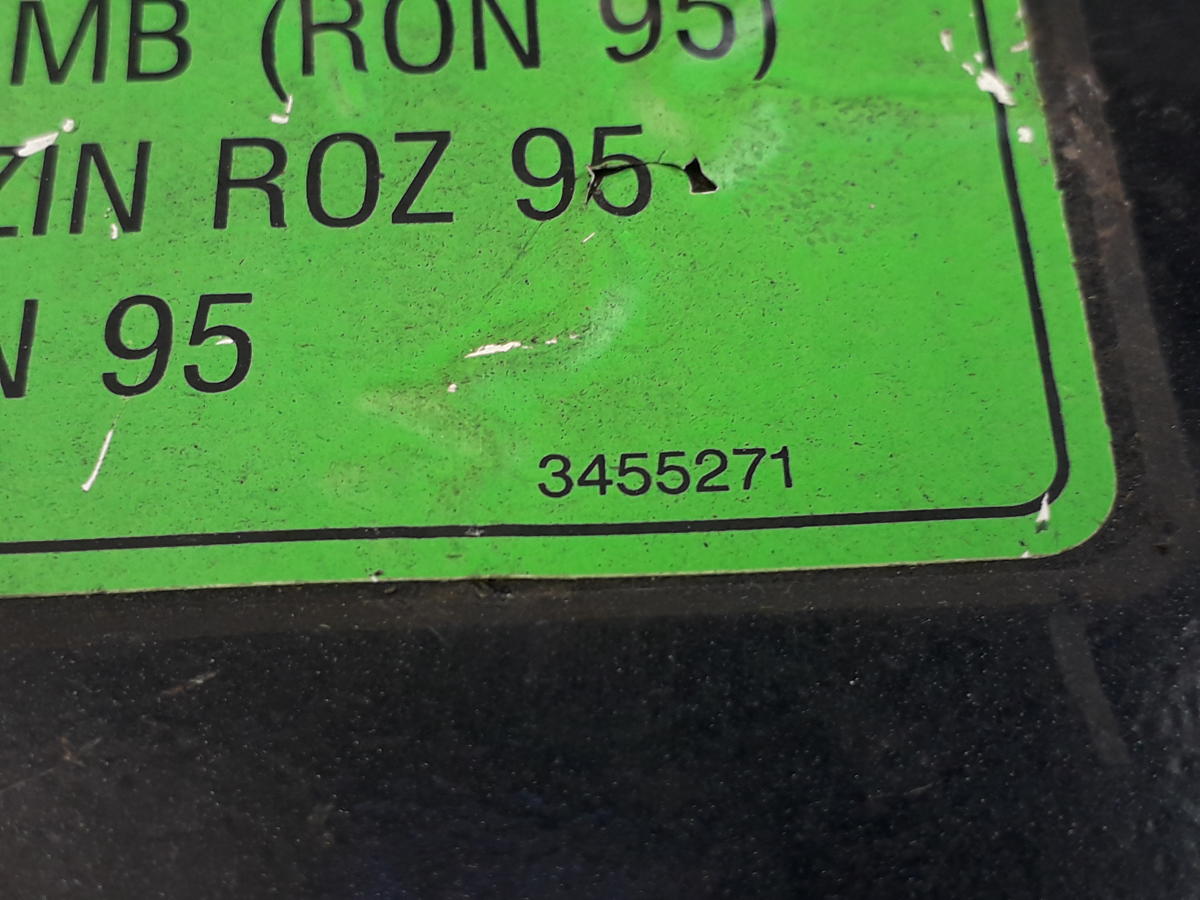 MB (RON 95)
ZIN ROZ 95
N 95
3455271